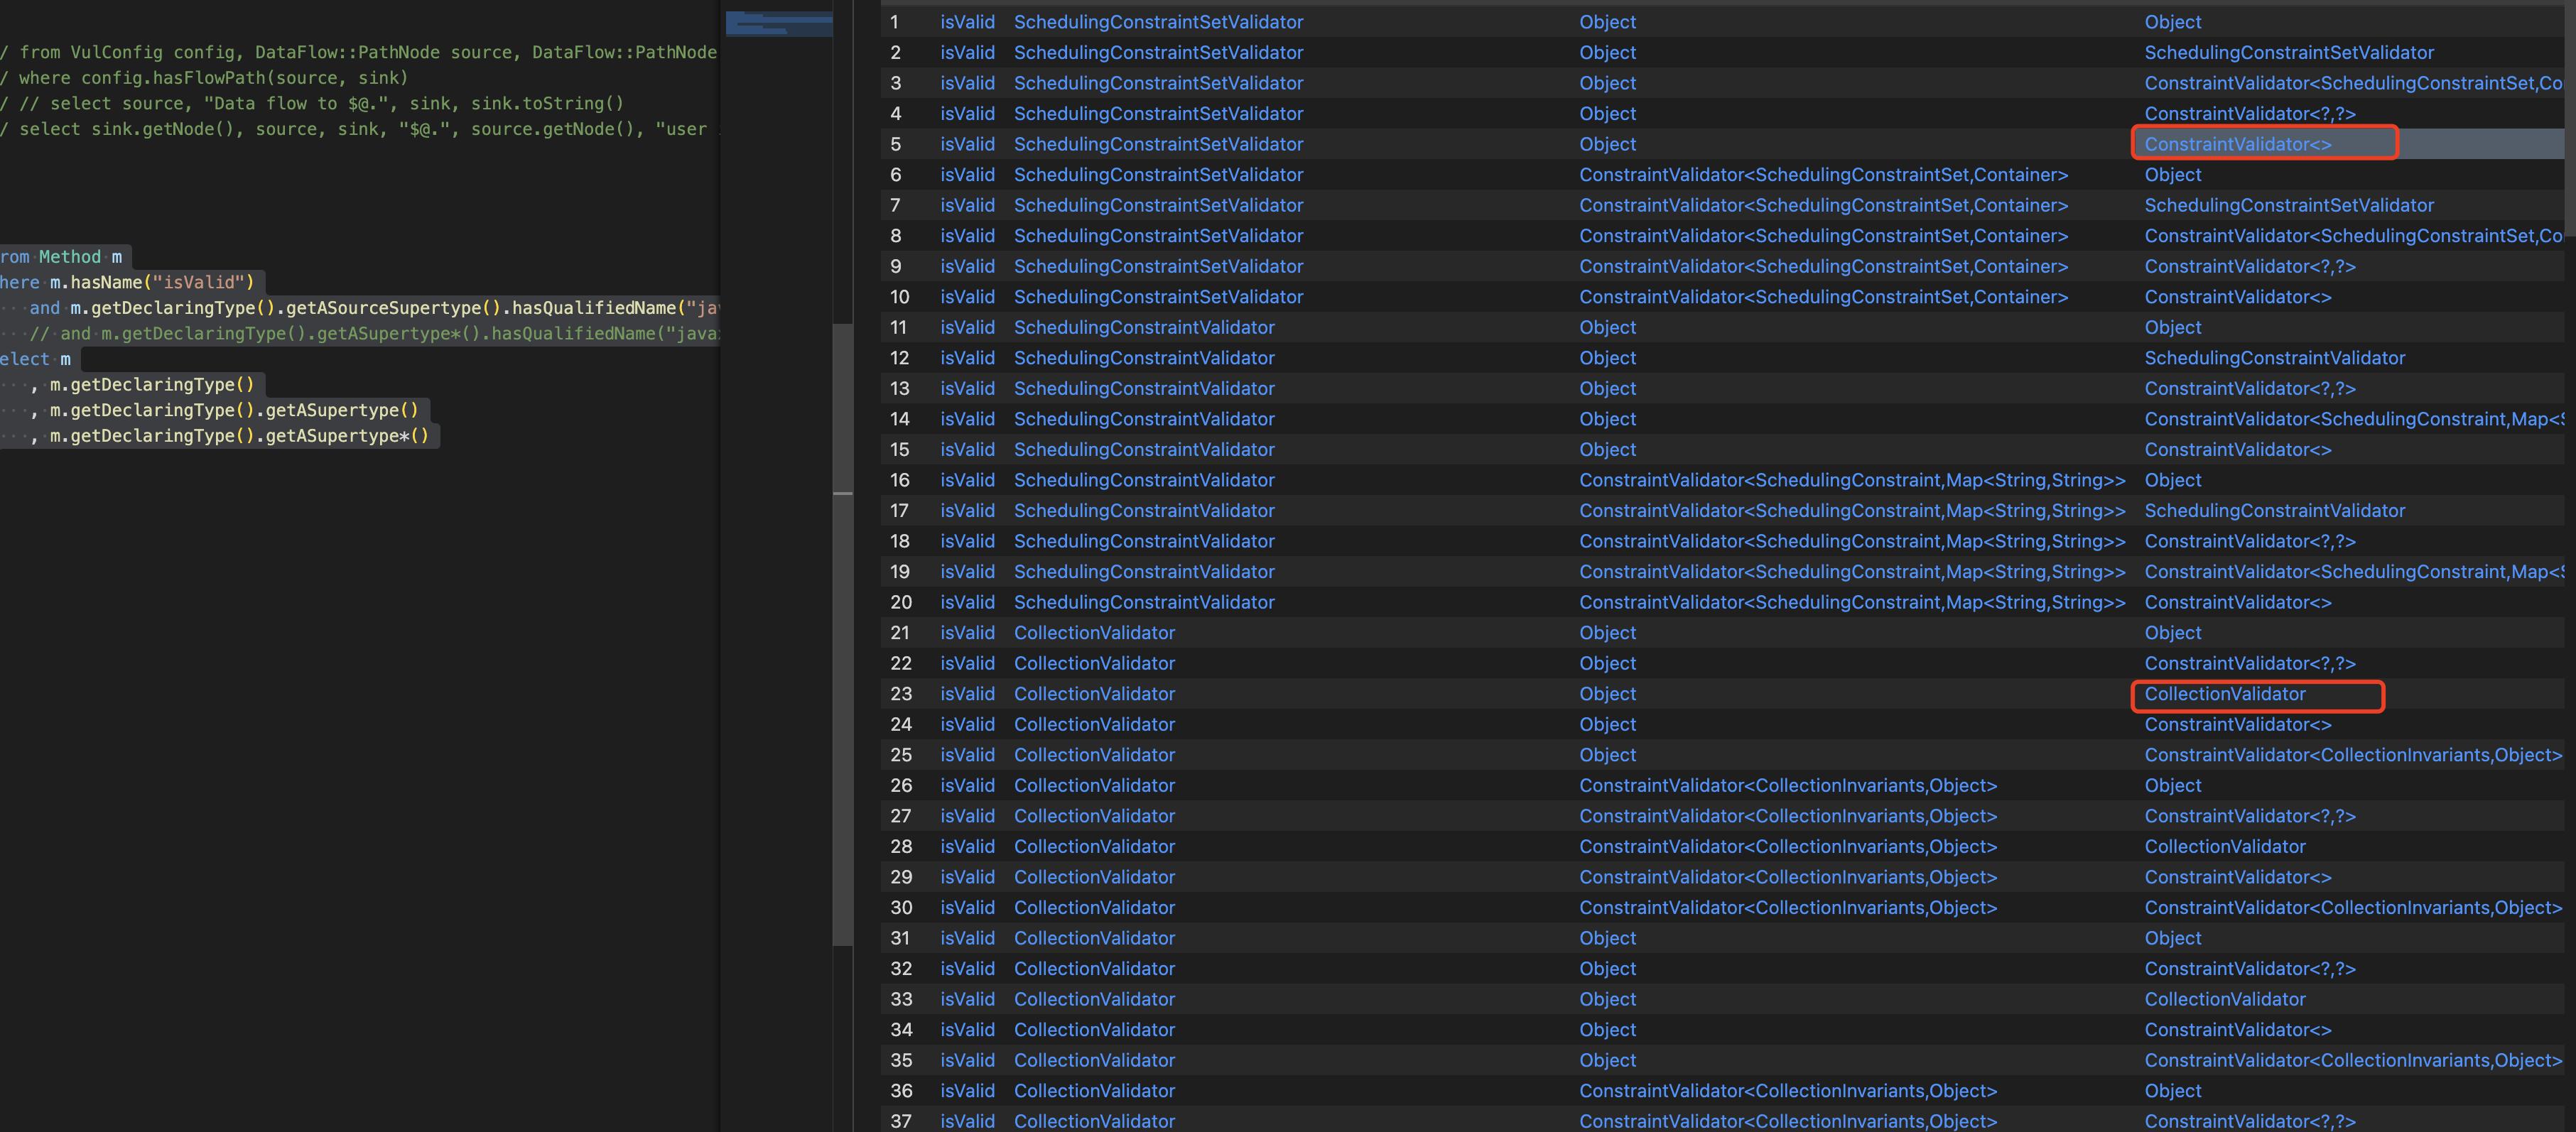 / from VulConfig config, DataFlow::PathNode source, DataFlow::PathNode
/ where config.hasFlowPath(source, sink)
/ // select source, "Data flow to $@.", sink, sink.toString()
/ select sink.getNode(), source, sink, "$@.", source.getNode(), "user
rom Method m
here m.hasName("isValid")
and m.getDeclaringType().getASourceSupertype().hasQualifiedName("ja
// and m.getDeclaringType().getASupertype*().hasQualifiedName("java
elect m
, m.getDeclaringType()
, m.getDeclaringType().getASupertype()
, m.getDeclaringType().getASupertype*()
1 isValid SchedulingConstraintSetValidator Object Object
2 isValid SchedulingConstraintSetValidator Object SchedulingConstraintSetValidator
3 isValid SchedulingConstraintSetValidator Object ConstraintValidator<SchedulingConstraintSet,Co
4 isValid SchedulingConstraintSetValidator Object ConstraintValidator<?,?>
5 isValid SchedulingConstraintSetValidator Object ConstraintValidator<>
6 isValid SchedulingConstraintSetValidator ConstraintValidator<SchedulingConstraintSet,Container> Object
7 isValid SchedulingConstraintSetValidator ConstraintValidator<SchedulingConstraintSet,Container> SchedulingConstraintSetValidator
8 isValid SchedulingConstraintSetValidator ConstraintValidator<SchedulingConstraintSet,Container> ConstraintValidator<SchedulingConstraintSet,Co
9 isValid SchedulingConstraintSetValidator ConstraintValidator<SchedulingConstraintSet,Container> ConstraintValidator<?,?>
10 isValid SchedulingConstraintSetValidator ConstraintValidator<SchedulingConstraintSet,Container> ConstraintValidator<>
11 isValid SchedulingConstraintValidator Object Object
12 isValid SchedulingConstraintValidator Object SchedulingConstraintValidator
13 isValid SchedulingConstraintValidator Object ConstraintValidator<?,?>
14 isValid SchedulingConstraintValidator Object ConstraintValidator<SchedulingConstraint,Map<S
15 isValid SchedulingConstraintValidator Object ConstraintValidator<>
16 isValid SchedulingConstraintValidator ConstraintValidator<SchedulingConstraint,Map<String,String>> Object
17 isValid SchedulingConstraintValidator ConstraintValidator<SchedulingConstraint,Map<String,String>> SchedulingConstraintValidator
18 isValid SchedulingConstraintValidator ConstraintValidator<SchedulingConstraint,Map<String,String>> ConstraintValidator<?,?>
19 isValid SchedulingConstraintValidator ConstraintValidator<SchedulingConstraint,Map<String,String>> ConstraintValidator<SchedulingConstraint,Map<S
20 isValid SchedulingConstraintValidator ConstraintValidator<SchedulingConstraint,Map<String,String>> ConstraintValidator<>
21 isValid CollectionValidator Object Object
22 isValid CollectionValidator Object ConstraintValidator<?,?>
23 isValid CollectionValidator Object CollectionValidator
24 isValid CollectionValidator Object ConstraintValidator<>
25 isValid CollectionValidator Object ConstraintValidator<CollectionInvariants,Object>
26 isValid CollectionValidator ConstraintValidator<CollectionInvariants,Object> Object
27 isValid CollectionValidator ConstraintValidator<CollectionInvariants,Object> ConstraintValidator<?,?>
28 isValid CollectionValidator ConstraintValidator<CollectionInvariants,Object> CollectionValidator
29 isValid CollectionValidator ConstraintValidator<CollectionInvariants,Object> ConstraintValidator<>
30 isValid CollectionValidator ConstraintValidator<CollectionInvariants,Object> ConstraintValidator<CollectionInvariants,Object>
31 isValid CollectionValidator Object Object
32 isValid CollectionValidator Object ConstraintValidator<?,?>
33 isValid CollectionValidator Object CollectionValidator
34 isValid CollectionValidator Object ConstraintValidator<>
35 isValid CollectionValidator Object ConstraintValidator<CollectionInvariants,Object>
36 isValid CollectionValidator ConstraintValidator<CollectionInvariants,Object> Object
37 isValid CollectionValidator ConstraintValidator<CollectionInvariants,Object> ConstraintValidator<?,?>